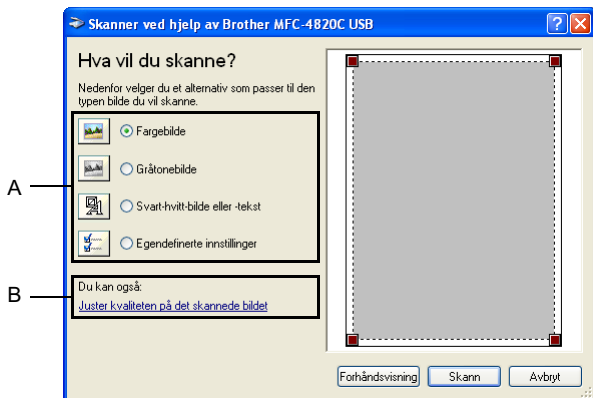 Skanner ved hjelp av Brother MFC-4820C USB
Hva vil du skanne?
Nedenfor velger du et alternativ som passer til den
typen bilde du vil skanne.
A
Fargebilde
Gråtonebilde
Svart-hvitt-bilde eller -tekst
Egendefinerte innstillinger
B
Du kan også:
Juster kvaliteten på det skannede bildet
Forhåndsvisning
Skann
Avbryt